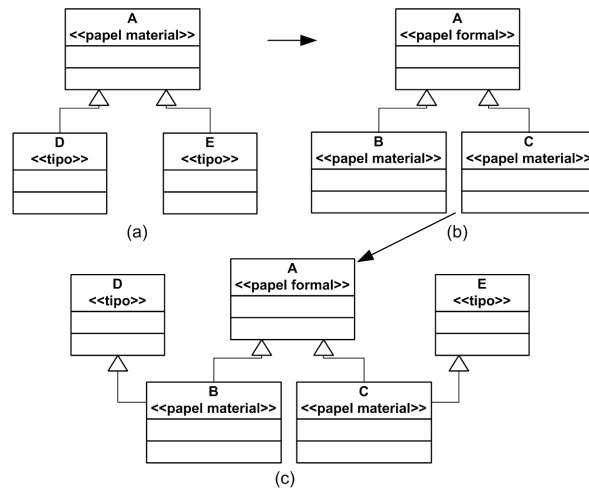 A
<<papel material>>
A
<<papel formal>>
D
<<tipo>>
E
<<tipo>>
B
<<papel material>>
C
<<papel material>>
(a)
(b)
A
<<papel formal>>
D
<<tipo>>
E
<<tipo>>
B
<<papel material>>
C
<<papel material>>
(c)